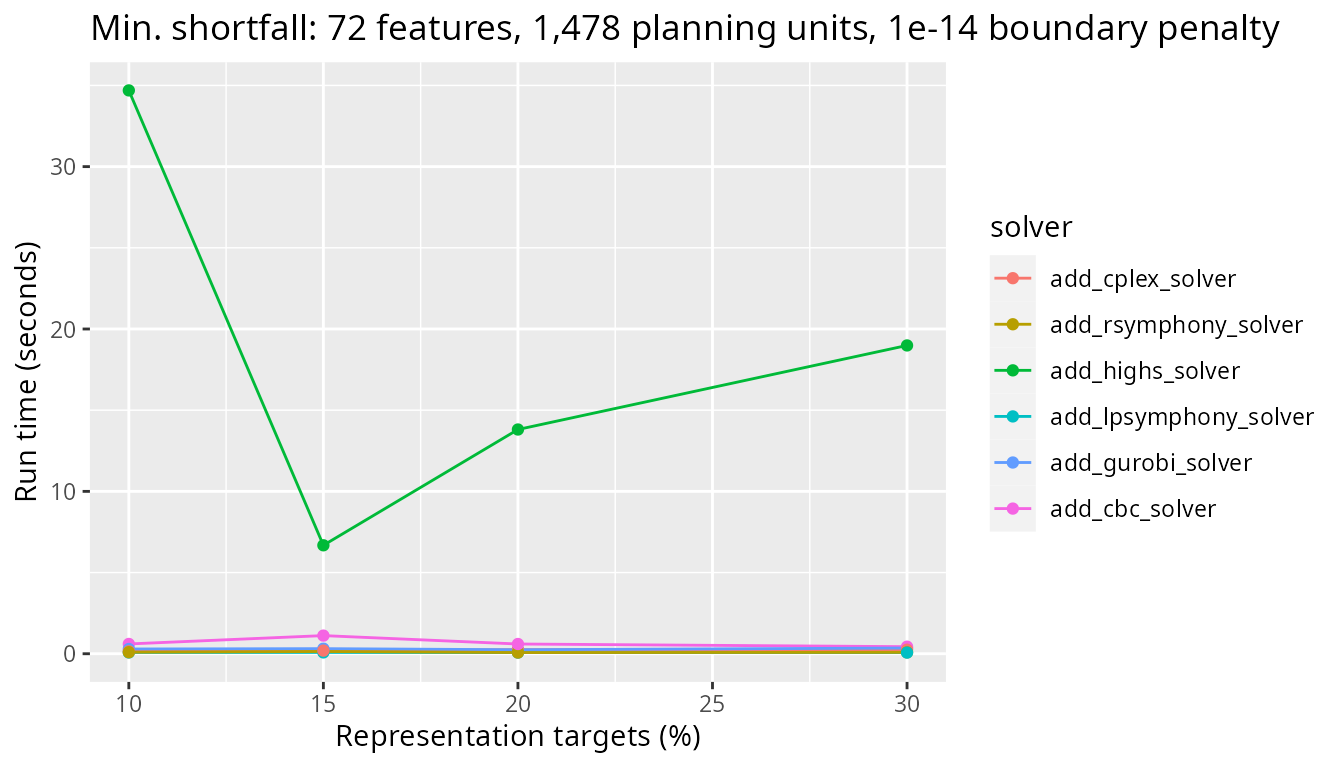 Min. shortfall: 72 features, 1,478 planning units, 1e-14 boundary penalty
Run time (seconds)
30
20
10
0
10
15
20
25
30
Representation targets (%)
solver
add_cplex_solver
add_rsymphony_solver
add_highs_solver
add_lpsymphony_solver
add_gurobi_solver
add_cbc_solver